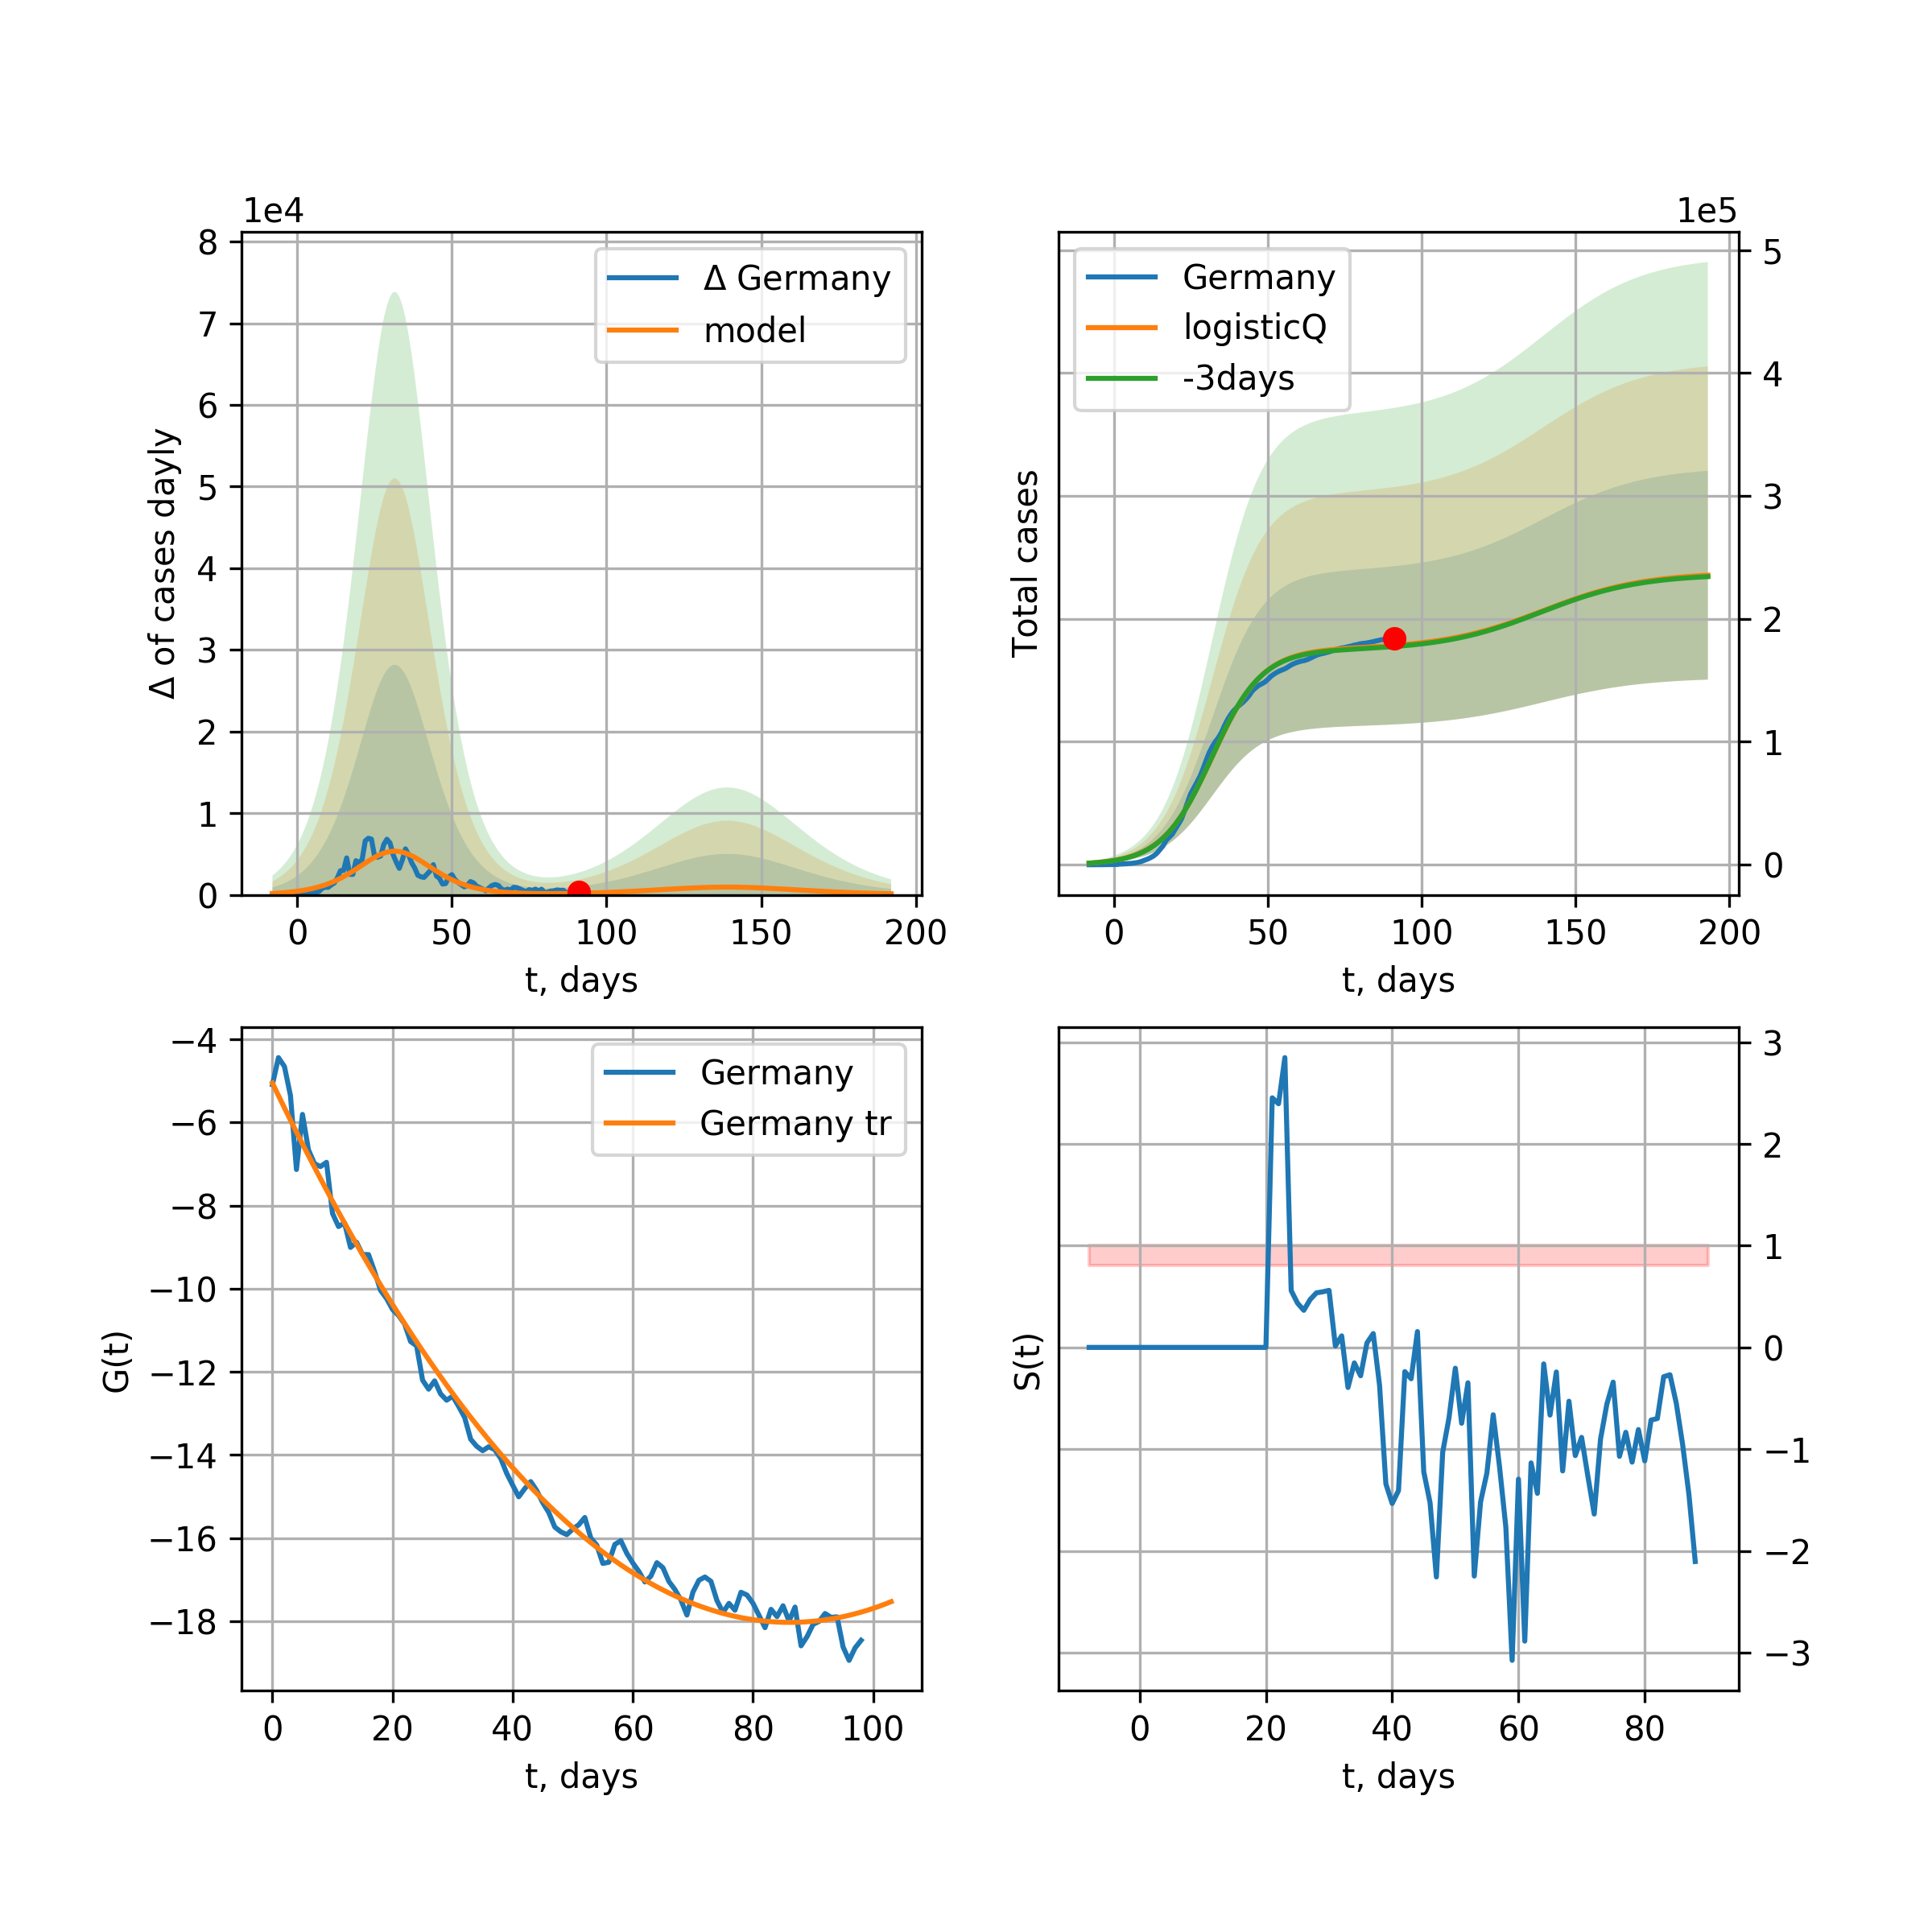 1e4
8
7
6
5
4
3
2
1
0
Δ of cases dayly
Δ Germany
model
0 50 100 150 200
t, days
1e5
5
4
3
2
1
0
Total cases
Germany
logisticQ
-3days
0 50 100 150 200
t, days
−4
−6
−8
−10
−12
−14
−16
−18
G(t)
Germany
Germany tr
0 20 40 60 80 100
t, days
3
2
1
0
−1
−2
−3
S(t)
0 20 40 60 80
t, days